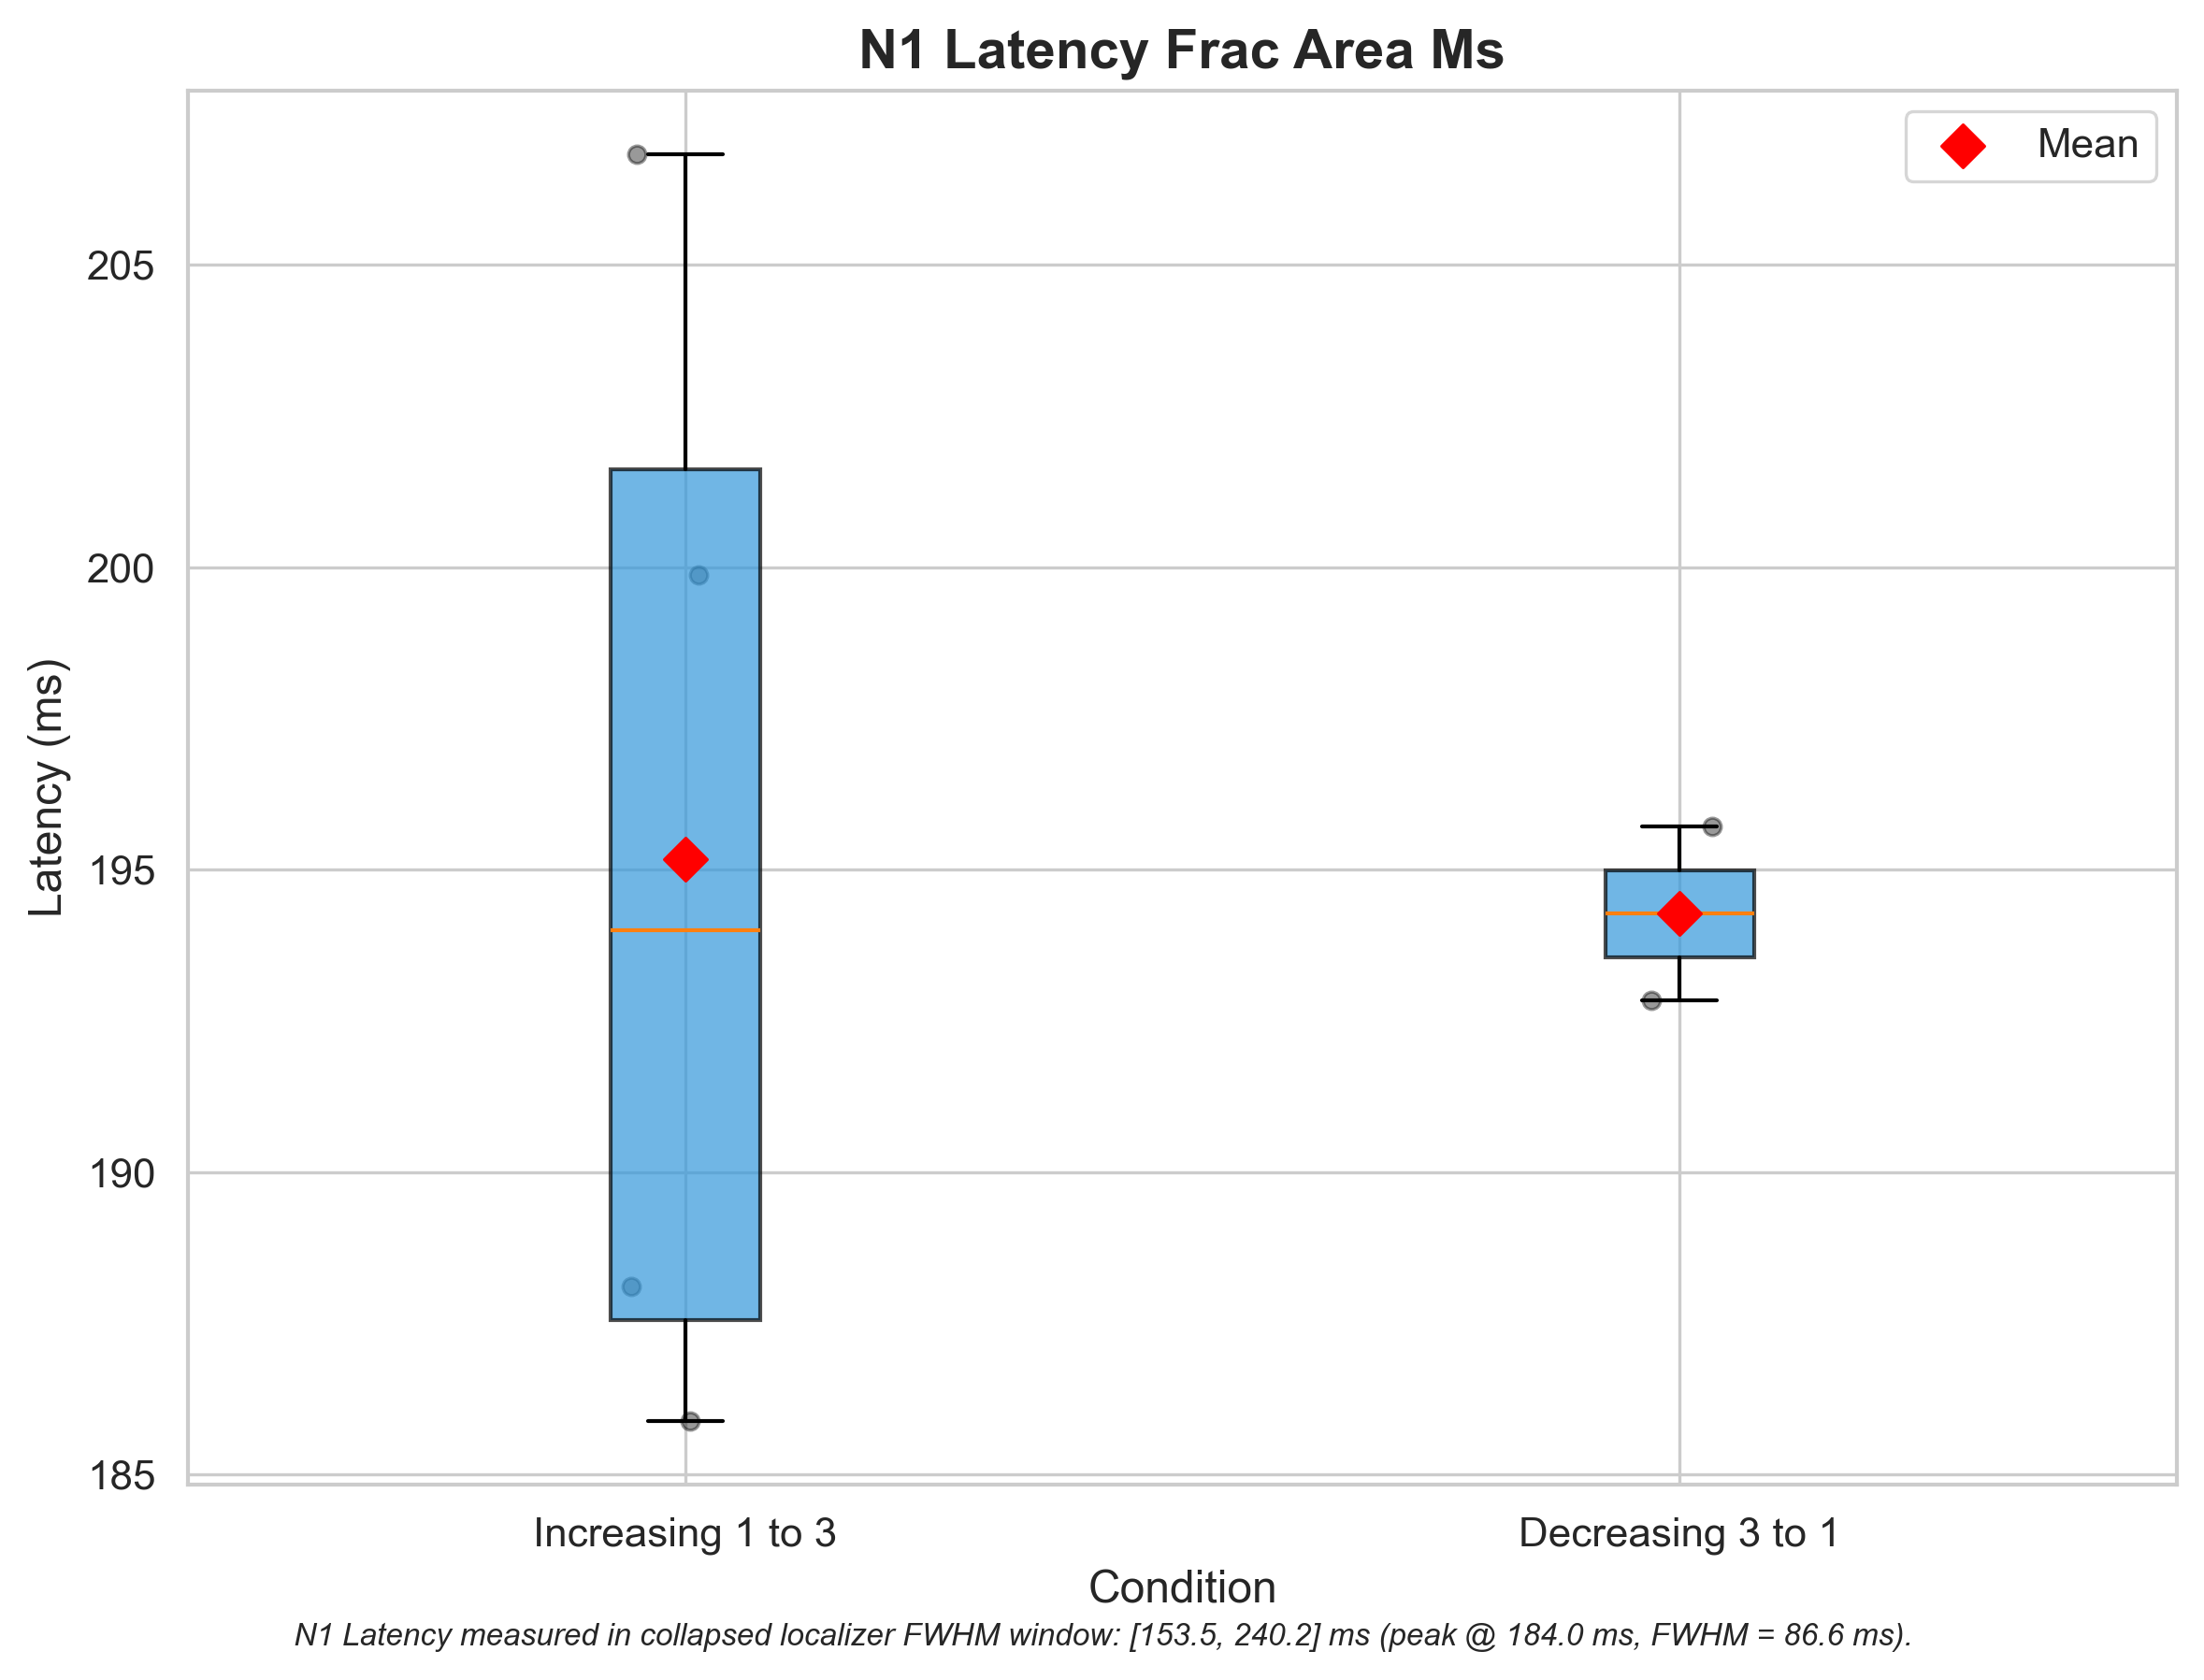 N1 Latency Frac Area Ms
Mean
Latency (ms)
205
200
195
190
185
Increasing 1 to 3
Decreasing 3 to 1
Condition
N1 Latency measured in collapsed localizer FWHM window: [153.5, 240.2] ms (peak @ 184.0 ms, FWHM = 86.6 ms).